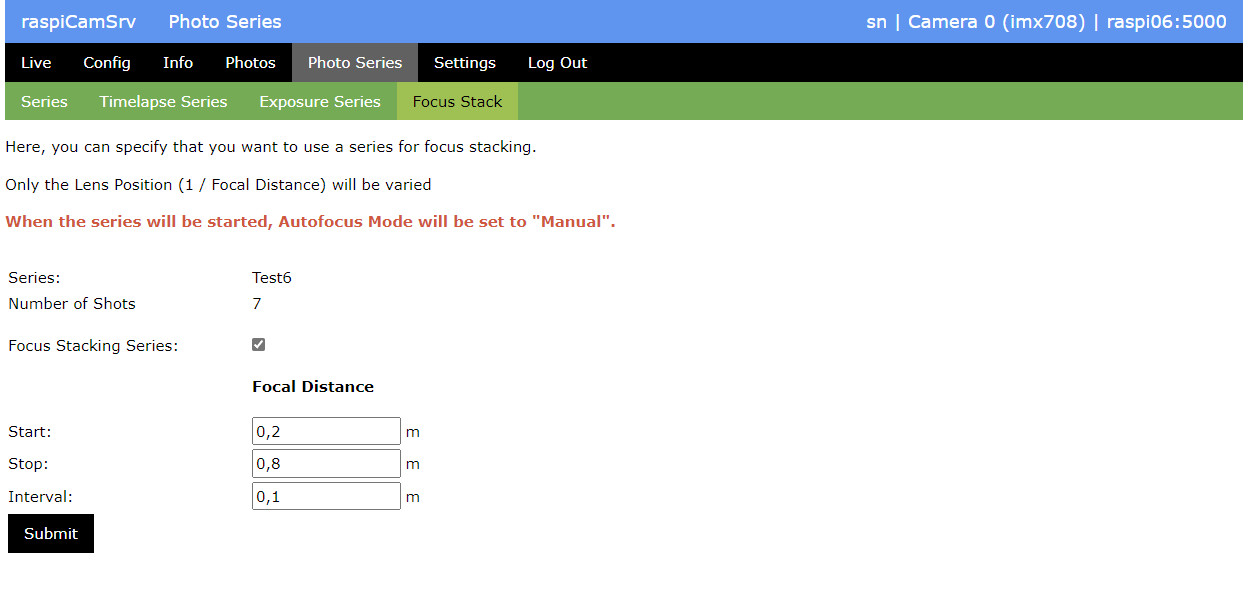 raspiCamSrv Photo Series sn | Camera 0 (imx708) | raspi06:5000
Live Config Info Photos Photo Series Settings Log Out
Series Timelapse Series Exposure Series Focus Stack
Here, you can specify that you want to use a series for focus stacking.
Only the Lens Position (1 / Focal Distance) will be varied
When the series will be started, Autofocus Mode will be set to "Manual".
Series: Test6
Number of Shots 7
Focus Stacking Series:
Focal Distance
Start: 0,2 m
Stop: 0,8 m
Interval: 0,1 m
Submit